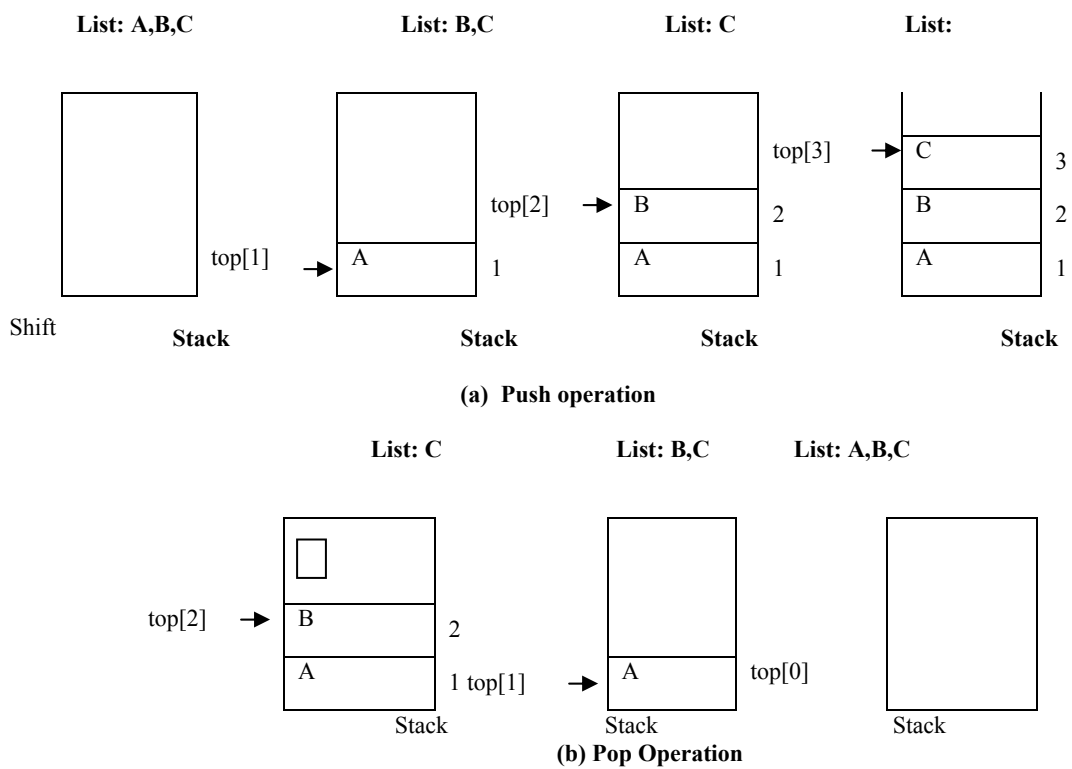 List: A,B,C List: B,C List: C List:
top[3] C 3
top[2] B 2 B 2
top[1] A 1 A 1 A 1
Shift
Stack Stack Stack Stack
(a) Push operation
List: C List: B,C List: A,B,C
top[2] B 2
A 1 top[1] A top[0]
Stack Stack Stack
(b) Pop Operation